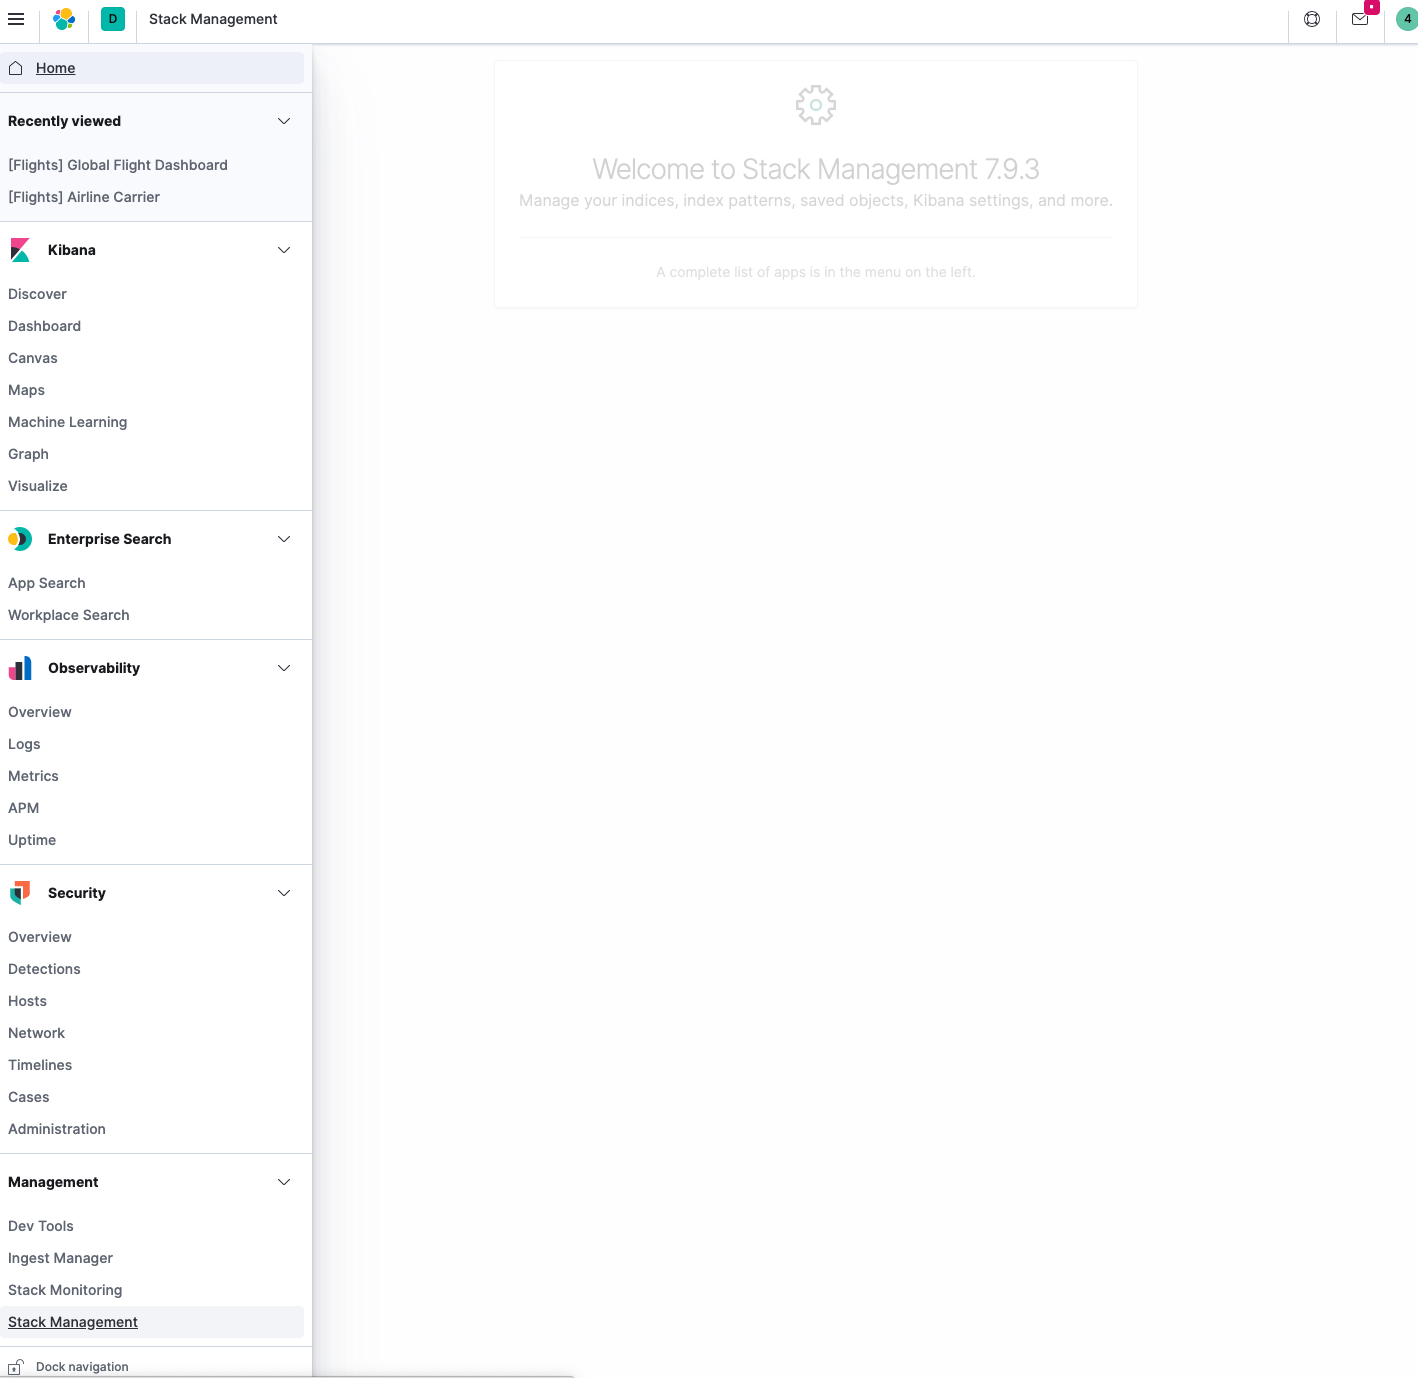 D
Stack Management
4
Home
Recently viewed
[Flights] Global Flight Dashboard
[Flights] Airline Carrier
Kibana
Discover
Dashboard
Canvas
Maps
Machine Learning
Graph
Visualize
Enterprise Search
App Search
Workplace Search
Observability
Overview
Logs
Metrics
APM
Uptime
Security
Overview
Detections
Hosts
Network
Timelines
Cases
Administration
Management
Dev Tools
Ingest Manager
Stack Monitoring
Stack Management
Dock navigation
Welcome to Stack Management 7.9.3
Manage your indices, index patterns, saved objects, Kibana settings, and more.
A complete list of apps is in the menu on the left.